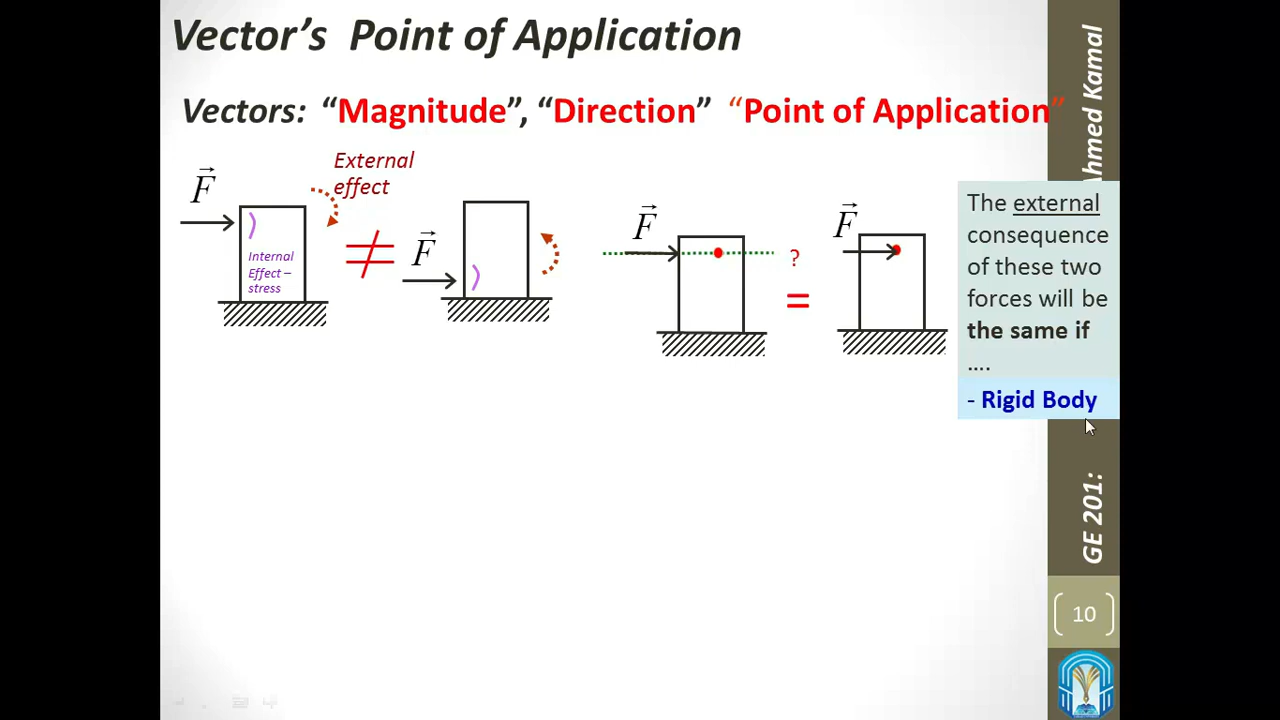 Vector’s Point of Application
Vectors: “Magnitude”, “Direction” “Point of Application”
External
effect
F
Internal
Effect –
stress
≠
F
F
?
=
F
The external
consequence
of these two
forces will be
the same if
....
- Rigid Body
GE 201:
Ahmed Kamal
10